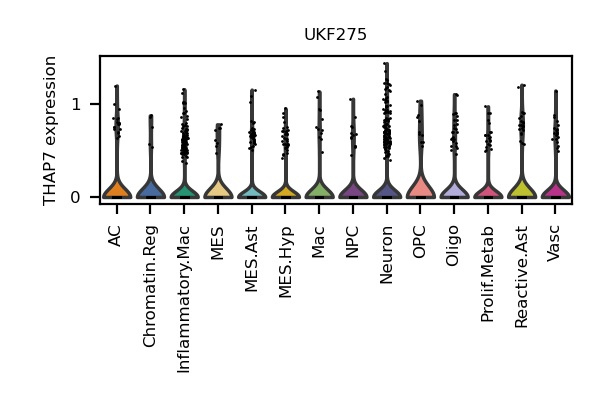 UKF275
THAP7 expression
1
0
AC
Chromatin.Reg
Inflammatory.Mac
MES
MES.Ast
MES.Hyp
Mac
NPC
Neuron
OPC
Oligo
Prolif.Metab
Reactive.Ast
Vasc